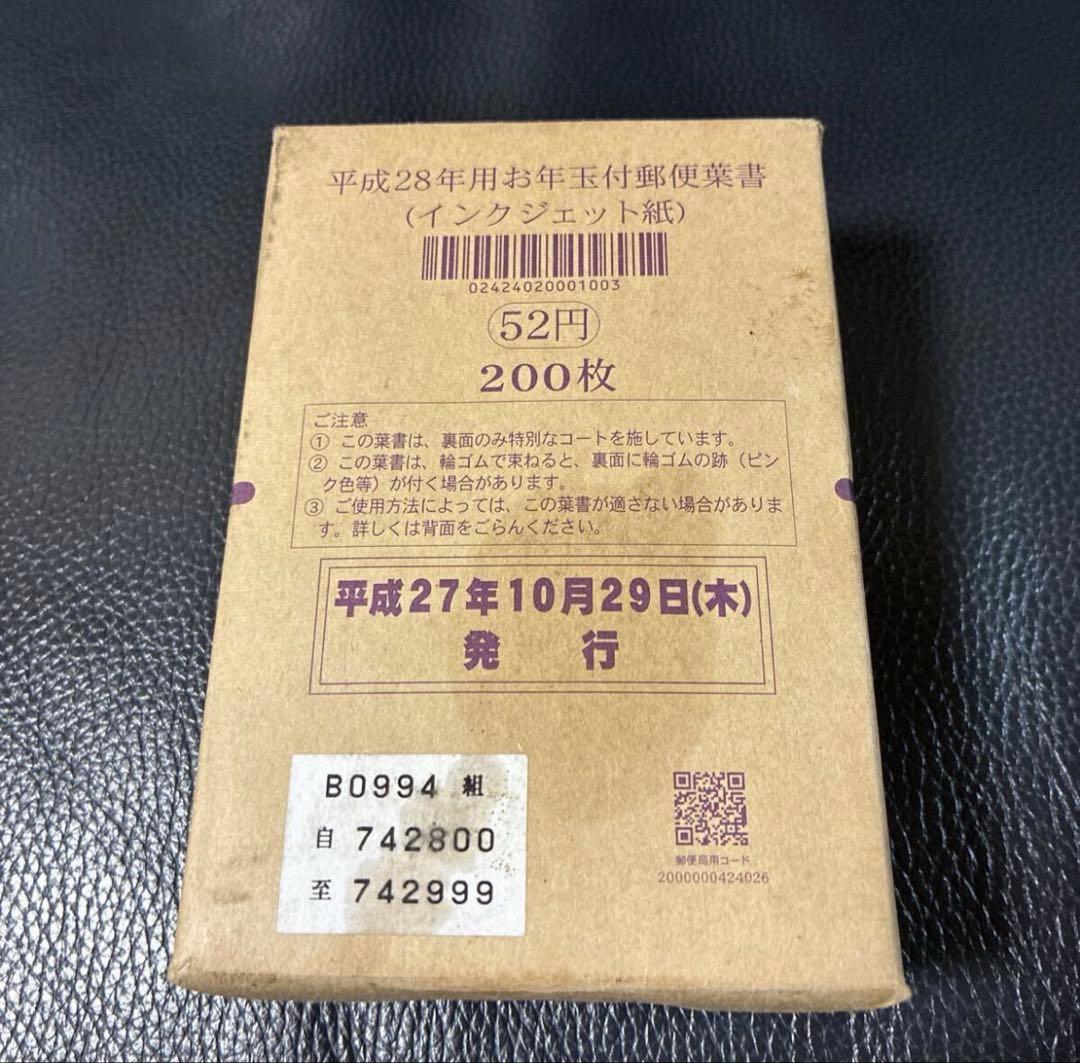 平成28年用お年玉付郵便葉書
(インクジェット紙)
02424020001003
52円
200枚
ご注意
① この葉書は、裏面のみ特別なコートを施しています。
② この葉書は、輪ゴムで束ねると、裏面に輪ゴムの跡(ピン
ク色等)が付く場合があります。
③ ご使用方法によっては、この葉書が適さない場合がありま
す。詳しくは背面をごらんください。
平成27年10月29日(木)
発 行
B0994 組
自 742800
至 742999
郵便局用コード
2000000424026